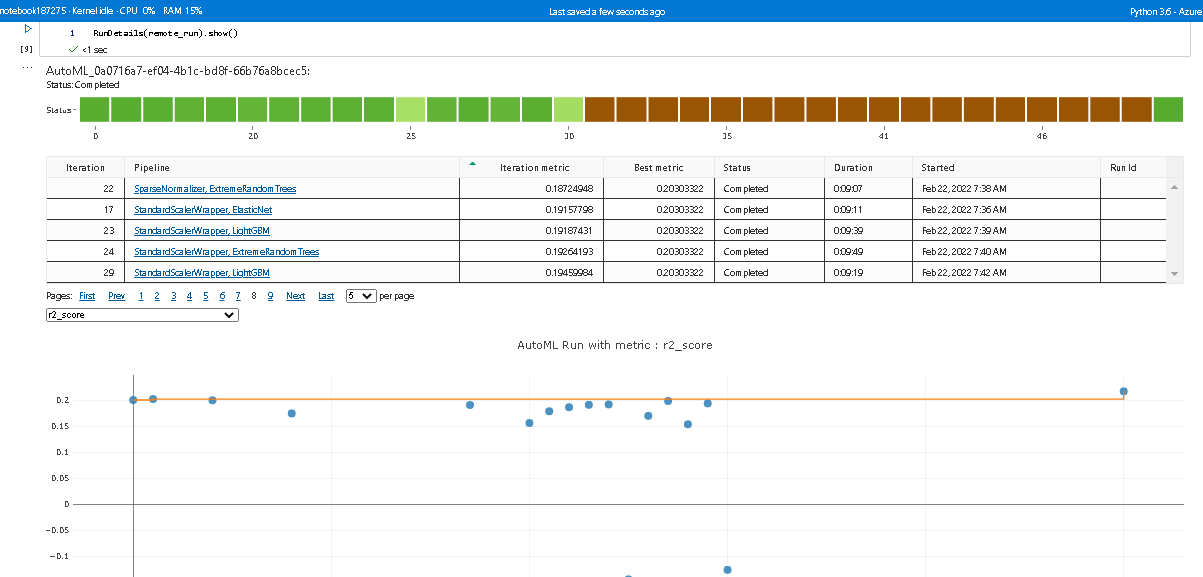 notebook187275 · Kernel idle · CPU 0% · RAM 15% Last saved a few seconds ago Python 3.6 - Azure
1 RunDetails(remote_run).show()
[9] <1 sec
...
AutoML_0a0716a7-ef04-4b1c-bd8f-66b76a8bcec5:
Status: Completed
Status
0 20 25 30 35 41 46
Iteration Pipeline Iteration metric Best metric Status Duration Started Run Id
22 SparseNormalizer, ExtremeRandomTrees 0.18724948 0.20303322 Completed 0:09:07 Feb 22, 2022 7:38 AM
17 StandardScalerWrapper, ElasticNet 0.19157798 0.20303322 Completed 0:09:11 Feb 22, 2022 7:36 AM
23 StandardScalerWrapper, LightGBM 0.19187431 0.20303322 Completed 0:09:39 Feb 22, 2022 7:39 AM
24 StandardScalerWrapper, ExtremeRandomTrees 0.19264193 0.20303322 Completed 0:09:49 Feb 22, 2022 7:40 AM
29 StandardScalerWrapper, LightGBM 0.19459984 0.20303322 Completed 0:09:19 Feb 22, 2022 7:42 AM
Pages: First Prev 1 2 3 4 5 6 7 8 9 Next Last 5 per page
r2_score
AutoML Run with metric : r2_score
0.2
0.15
0.1
0.05
0
−0.05
−0.1